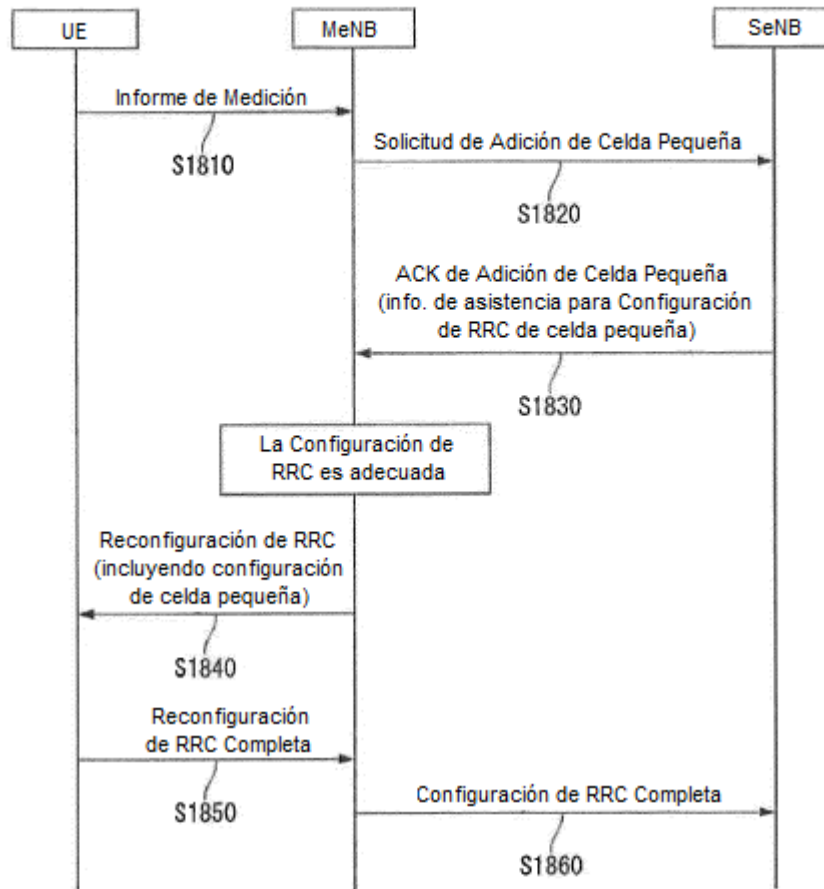 UE
MeNB
SeNB
Informe de Medición
S1810
Solicitud de Adición de Celda Pequeña
S1820
ACK de Adición de Celda Pequeña
(info. de asistencia para Configuración
de RRC de celda pequeña)
S1830
La Configuración de
RRC es adecuada
Reconfiguración de RRC
(incluyendo configuración
de celda pequeña)
S1840
Reconfiguración
de RRC Completa
S1850
Configuración de RRC Completa
S1860